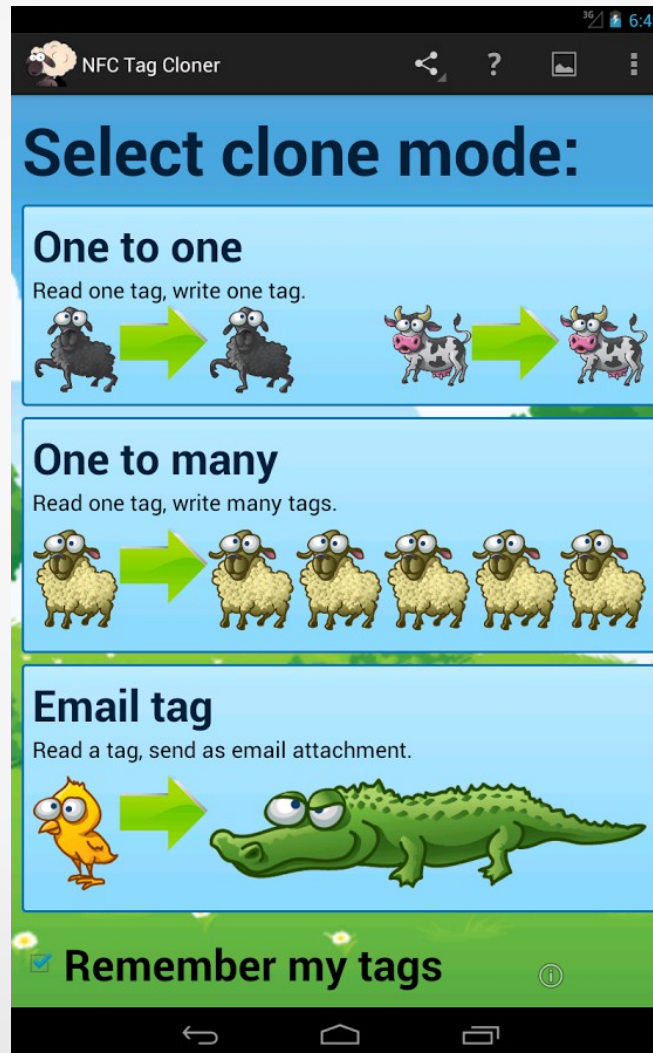 3G 6:4
NFC Tag Cloner ?
Select clone mode:
One to one
Read one tag, write one tag.
One to many
Read one tag, write many tags.
Email tag
Read a tag, send as email attachment.
Remember my tags